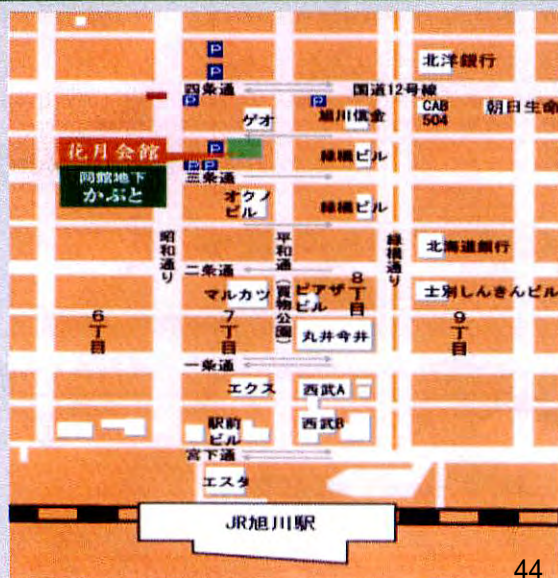 P
北洋銀行
P
四条通
国道12号線
P
P
ゲオ
旭川信金
CAB
504
朝日生命
花月会館
P
緑橋ビル
同館地下
かぶと
P P
三条通
オクノ
ビル
緑橋ビル
昭和通り
平和通(買物公園)
緑橋通り
北海道銀行
二条通
8丁目
マルカツ
ピアザ
ビル
士別しんきんビル
6丁目
7丁目
9丁目
丸井今井
一条通
エクス
西武A
駅前
ビル
西武B
宮下通
エスタ
JR旭川駅
44